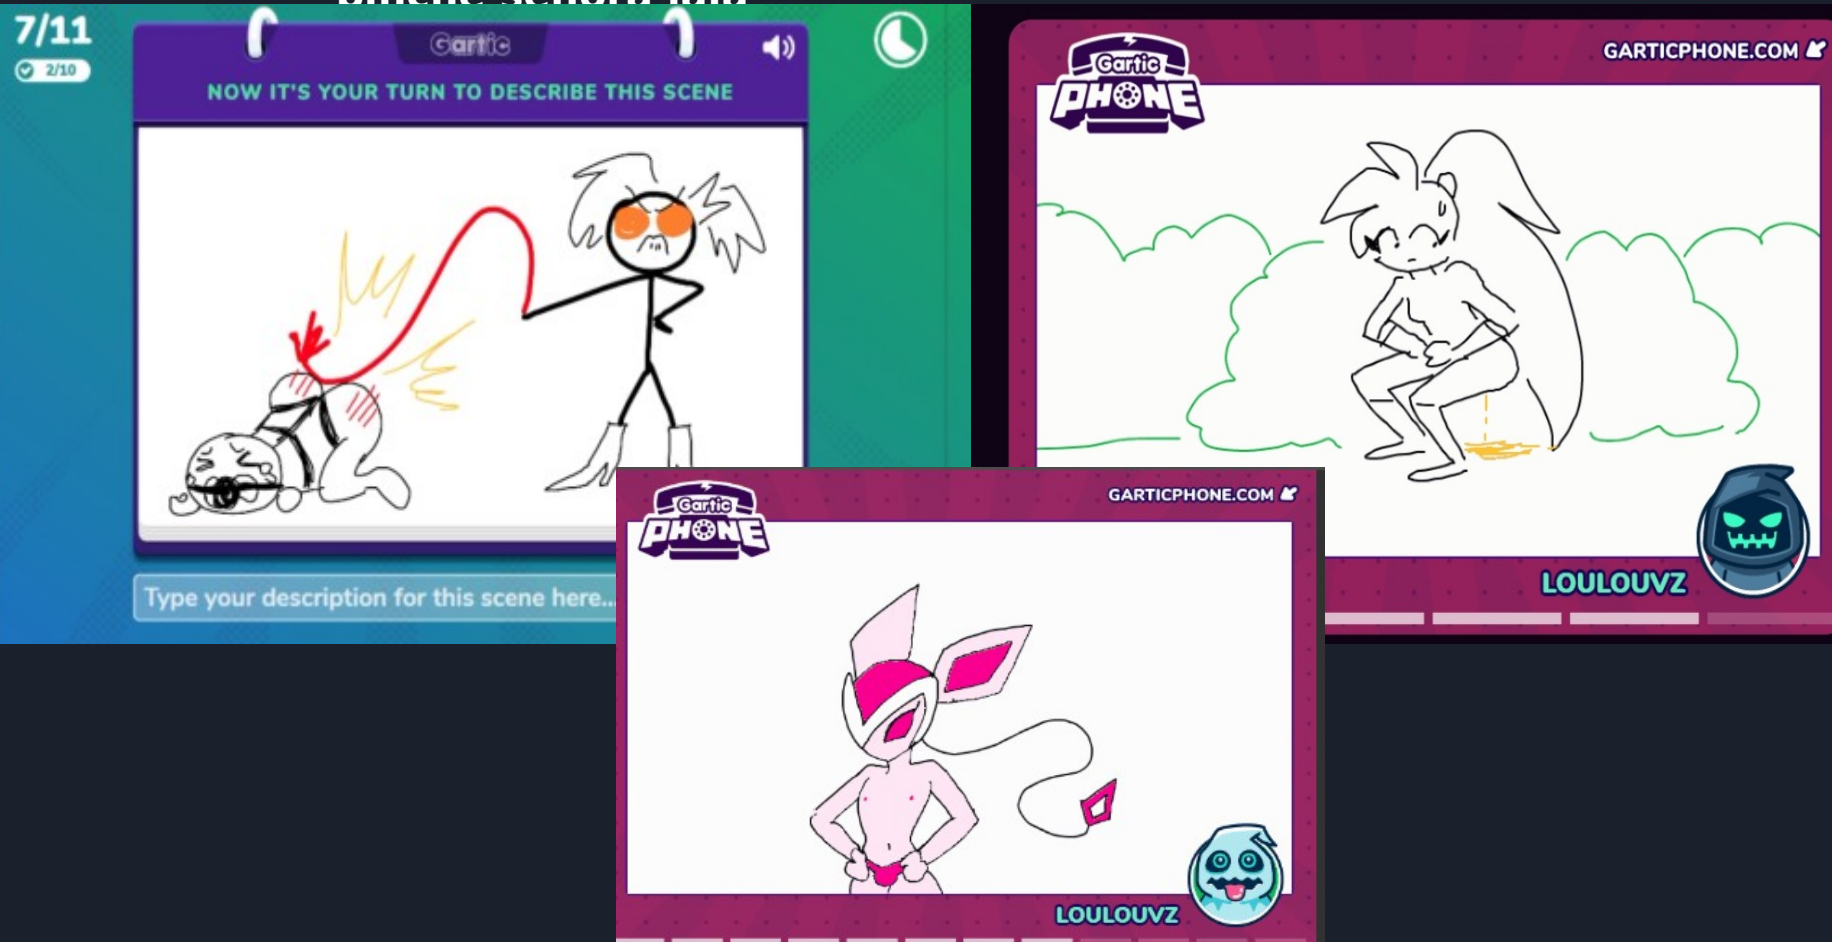 7/11
2/10
Gartic
NOW IT'S YOUR TURN TO DESCRIBE THIS SCENE
Type your description for this scene here...
Gartic
PHONE
GARTICPHONE.COM
LOULOUVZ
Gartic
PHONE
GARTICPHONE.COM
LOULOUVZ